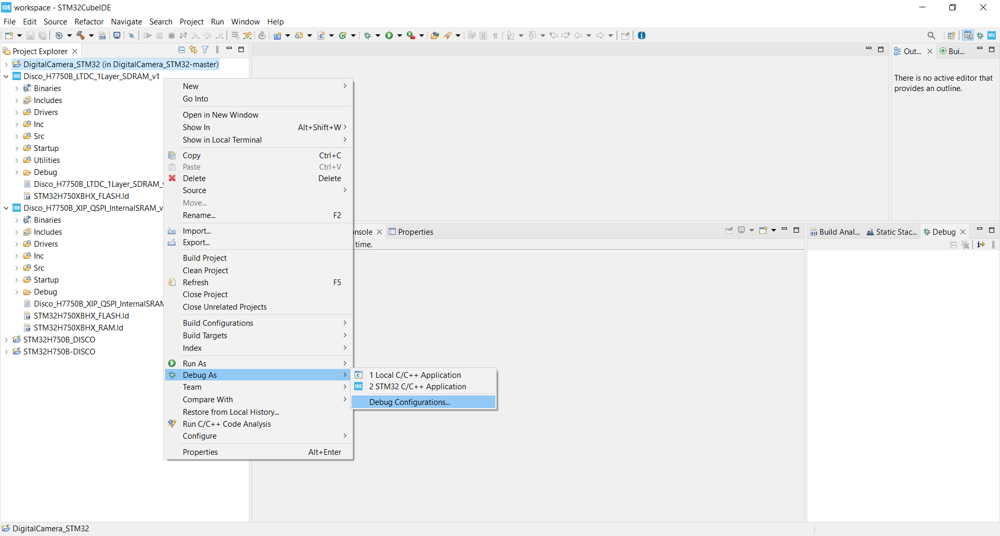 IDE workspace - STM32CubeIDE
File Edit Source Refactor Navigate Search Project Run Window Help
Project Explorer
DigitalCamera_STM32 (in DigitalCamera_STM32-master)
IDE Disco_H7750B_LTDC_1Layer_SDRAM_v1
Binaries
Includes
Drivers
Inc
Src
Startup
Utilities
Debug
Disco_H7750B_LTDC_1Layer_SDRAM_v
STM32H750XBHX_FLASH.ld
IDE Disco_H7750B_XIP_QSPI_InternalSRAM_v
Binaries
Includes
Drivers
Inc
Src
Startup
Debug
Disco_H7750B_XIP_QSPI_InternalSRAM
STM32H750XBHX_FLASH.ld
STM32H750XBHX_RAM.ld
STM32H750B_DISCO
STM32H750B-DISCO
New
Go Into
Open in New Window
Show In Alt+Shift+W
Show in Local Terminal
Copy Ctrl+C
Paste Ctrl+V
Delete Delete
Source
Move...
Rename... F2
Import...
Export...
Build Project
Clean Project
Refresh F5
Close Project
Close Unrelated Projects
Build Configurations
Build Targets
Index
Run As
Debug As
Team
Compare With
Restore from Local History...
Run C/C++ Code Analysis
Configure
Properties Alt+Enter
1 Local C/C++ Application
IDE 2 STM32 C/C++ Application
Debug Configurations...
nsole Properties
time.
Out... Bui...
There is no active editor that
provides an outline.
Build Anal... Static Stac... Debug
MX
DigitalCamera_STM32